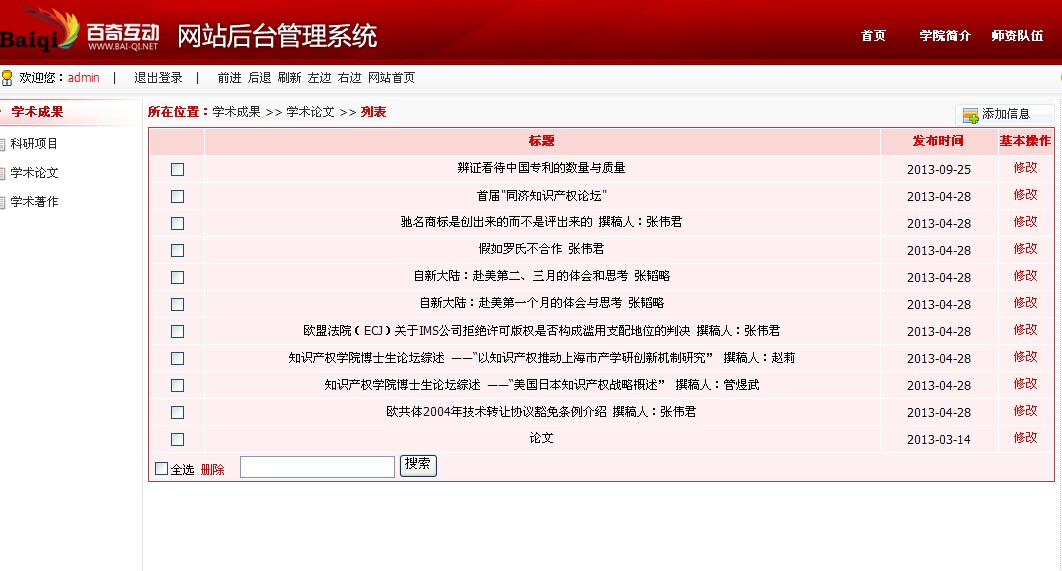 Baiqi 百奇互动 网站后台管理系统 首页 学院简介 师资队伍
WWW.BAI-QI.NET
欢迎您：admin | 退出登录 | 前进 后退 刷新 左边 右边 网站首页
学术成果
科研项目
学术论文
学术著作
所在位置：学术成果 >> 学术论文 >> 列表 添加信息
标题 发布时间 基本操作
辨证看待中国专利的数量与质量 2013-09-25 修改
首届"同济知识产权论坛" 2013-04-28 修改
驰名商标是创出来的而不是评出来的 撰稿人：张伟君 2013-04-28 修改
假如罗氏不合作 张伟君 2013-04-28 修改
自新大陆：赴美第二、三月的体会和思考 张韬略 2013-04-28 修改
自新大陆：赴美第一个月的体会与思考 张韬略 2013-04-28 修改
欧盟法院（ECJ）关于IMS公司拒绝许可版权是否构成滥用支配地位的判决 撰稿人：张伟君 2013-04-28 修改
知识产权学院博士生论坛综述 ——“以知识产权推动上海市产学研创新机制研究” 撰稿人：赵莉 2013-04-28 修改
知识产权学院博士生论坛综述 ——“美国日本知识产权战略概述” 撰稿人：管煜武 2013-04-28 修改
欧共体2004年技术转让协议豁免条例介绍 撰稿人：张伟君 2013-04-28 修改
论文 2013-03-14 修改
全选 删除 搜索